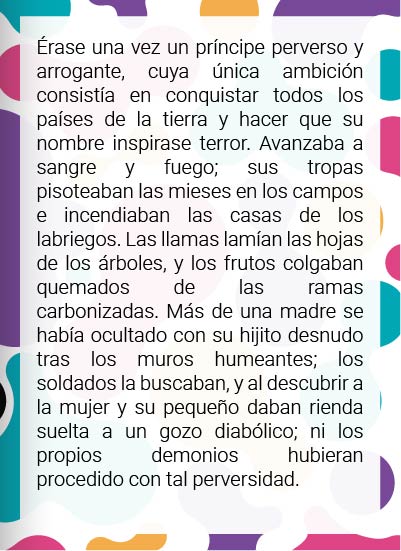 Érase una vez un príncipe perverso y
arrogante, cuya única ambición
consistía en conquistar todos los
países de la tierra y hacer que su
nombre inspirase terror. Avanzaba a
sangre y fuego; sus tropas
pisoteaban las mieses en los campos
e incendiaban las casas de los
labriegos. Las llamas lamían las hojas
de los árboles, y los frutos colgaban
quemados de las ramas
carbonizadas. Más de una madre se
había ocultado con su hijito desnudo
tras los muros humeantes; los
soldados la buscaban, y al descubrir a
la mujer y su pequeño daban rienda
suelta a un gozo diabólico; ni los
propios demonios hubieran
procedido con tal perversidad.